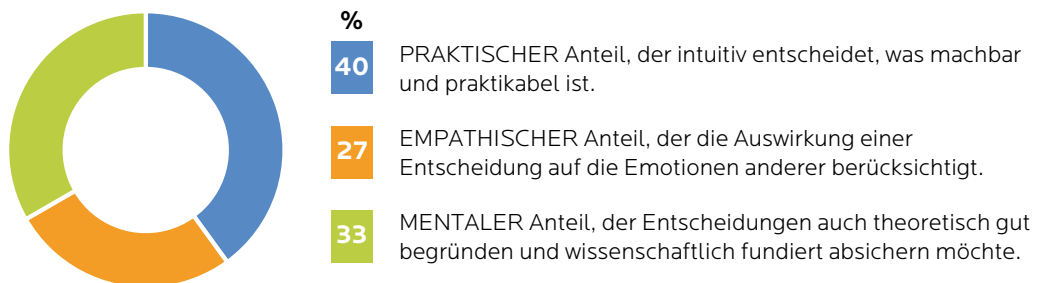 %
40
PRAKTISCHER Anteil, der intuitiv entscheidet, was machbar
und praktikabel ist.
27
EMPATHISCHER Anteil, der die Auswirkung einer
Entscheidung auf die Emotionen anderer berücksichtigt.
33
MENTALER Anteil, der Entscheidungen auch theoretisch gut
begründen und wissenschaftlich fundiert absichern möchte.